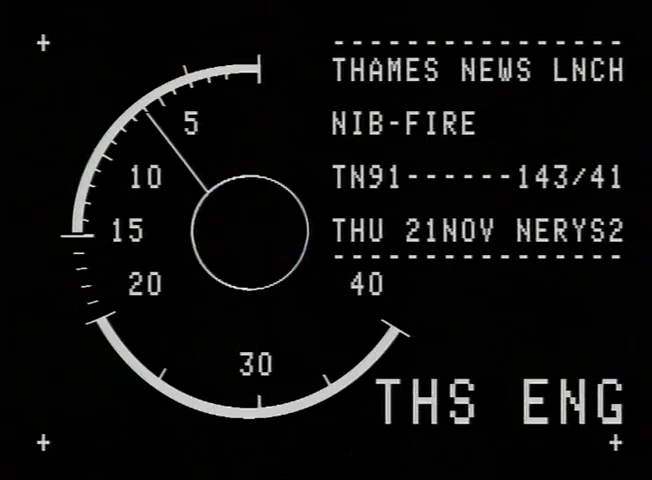 ----------------
THAMES NEWS LNCH
NIB-FIRE
TN91------143/41
THU 21NOV NERYS2
----------------
5
10
15
20
30
40
THS ENG